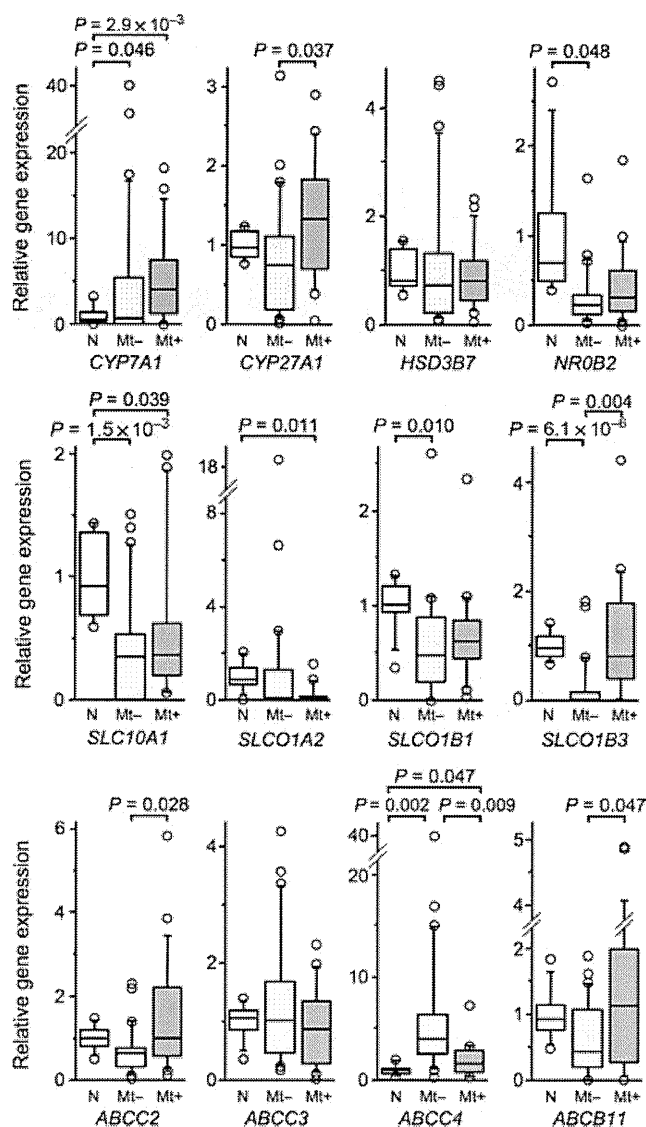 P = 2.9 × 10⁻³
P = 0.046
P = 0.037
P = 0.048
Relative gene expression
40
20
10
0
3
2
1
0
4
2
0
2
1
0
N Mt– Mt+
N Mt– Mt+
N Mt– Mt+
N Mt– Mt+
CYP7A1
CYP27A1
HSD3B7
NR0B2
P = 0.039
P = 1.5 × 10⁻³
P = 0.011
P = 0.010
P = 0.004
P = 6.1 × 10⁻⁶
Relative gene expression
2
1
0
18
8
4
0
2
1
0
4
2
0
N Mt– Mt+
N Mt– Mt+
N Mt– Mt+
N Mt– Mt+
SLC10A1
SLCO1A2
SLCO1B1
SLCO1B3
P = 0.028
P = 0.047
P = 0.002
P = 0.009
P = 0.047
Relative gene expression
6
4
2
0
4
2
0
40
20
10
0
5
4
2
1
0
N Mt– Mt+
N Mt– Mt+
N Mt– Mt+
N Mt– Mt+
ABCC2
ABCC3
ABCC4
ABCB11